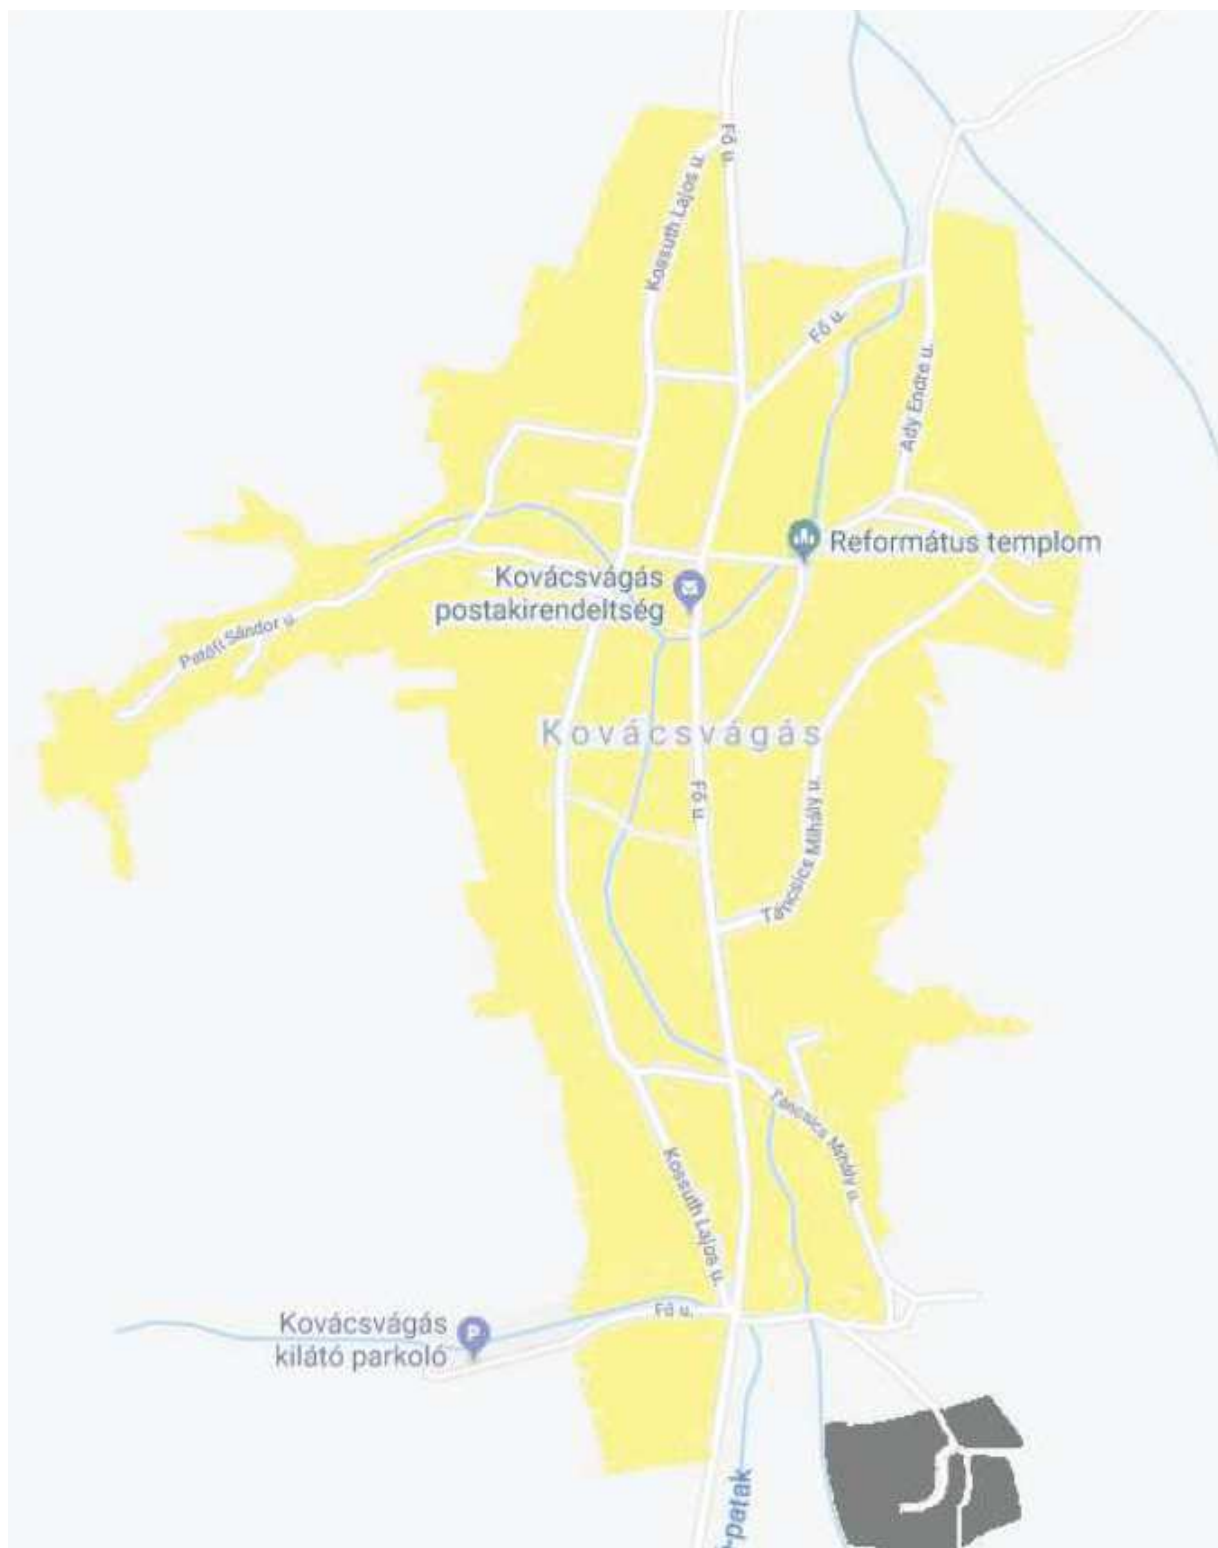 Fő u.
Kossuth Lajos u.
Fő u.
Ady Endre u.
Református templom
Kovácsvágás
postakirendeltség
Petőfi Sándor u.
Kovácsvágás
Fő u.
Táncsics Mihály u.
Táncsics Mihály u.
Kossuth Lajos u.
Fő u.
Kovácsvágás
kilátó parkoló
P
-patak